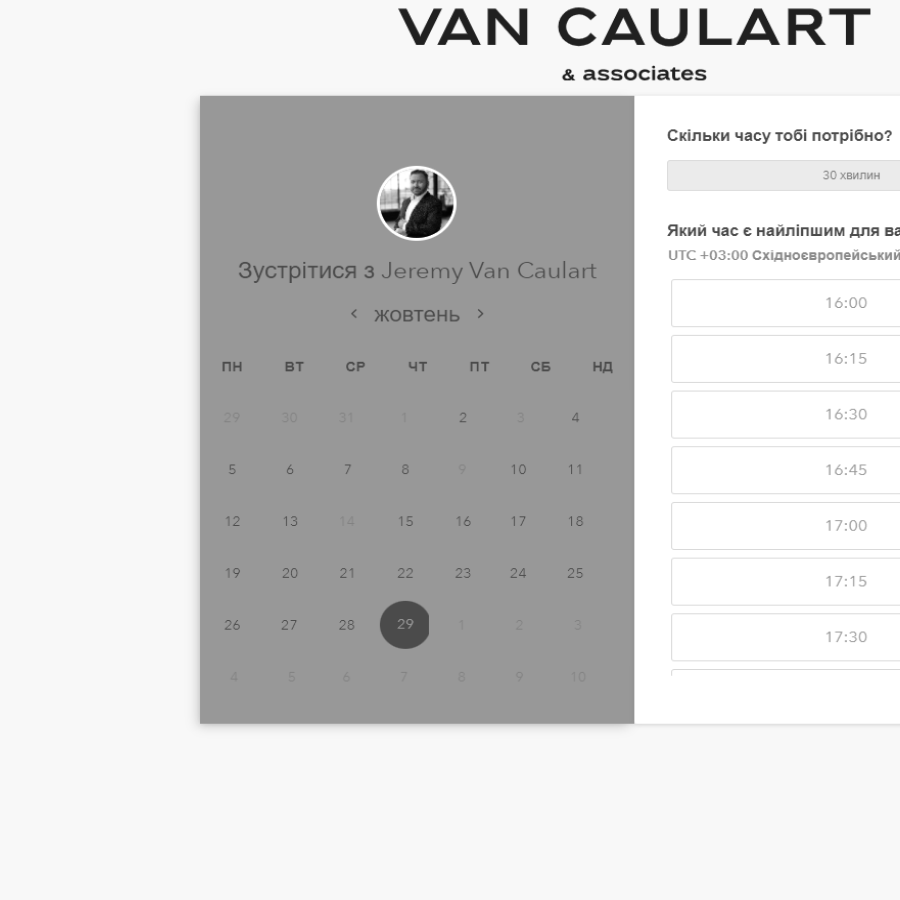 VAN CAULART
& associates
Зустрітися з Jeremy Van Caulart
жовтень
ПН ВТ СР ЧТ ПТ СБ НД
29 30 31 1 2 3 4
5 6 7 8 9 10 11
12 13 14 15 16 17 18
19 20 21 22 23 24 25
26 27 28 29 1 2 3
4 5 6 7 8 9 10
Скільки часу тобі потрібно?
30 хвилин
Який час є найліпшим для ва
UTC +03:00 Східноєвропейський
16:00
16:15
16:30
16:45
17:00
17:15
17:30